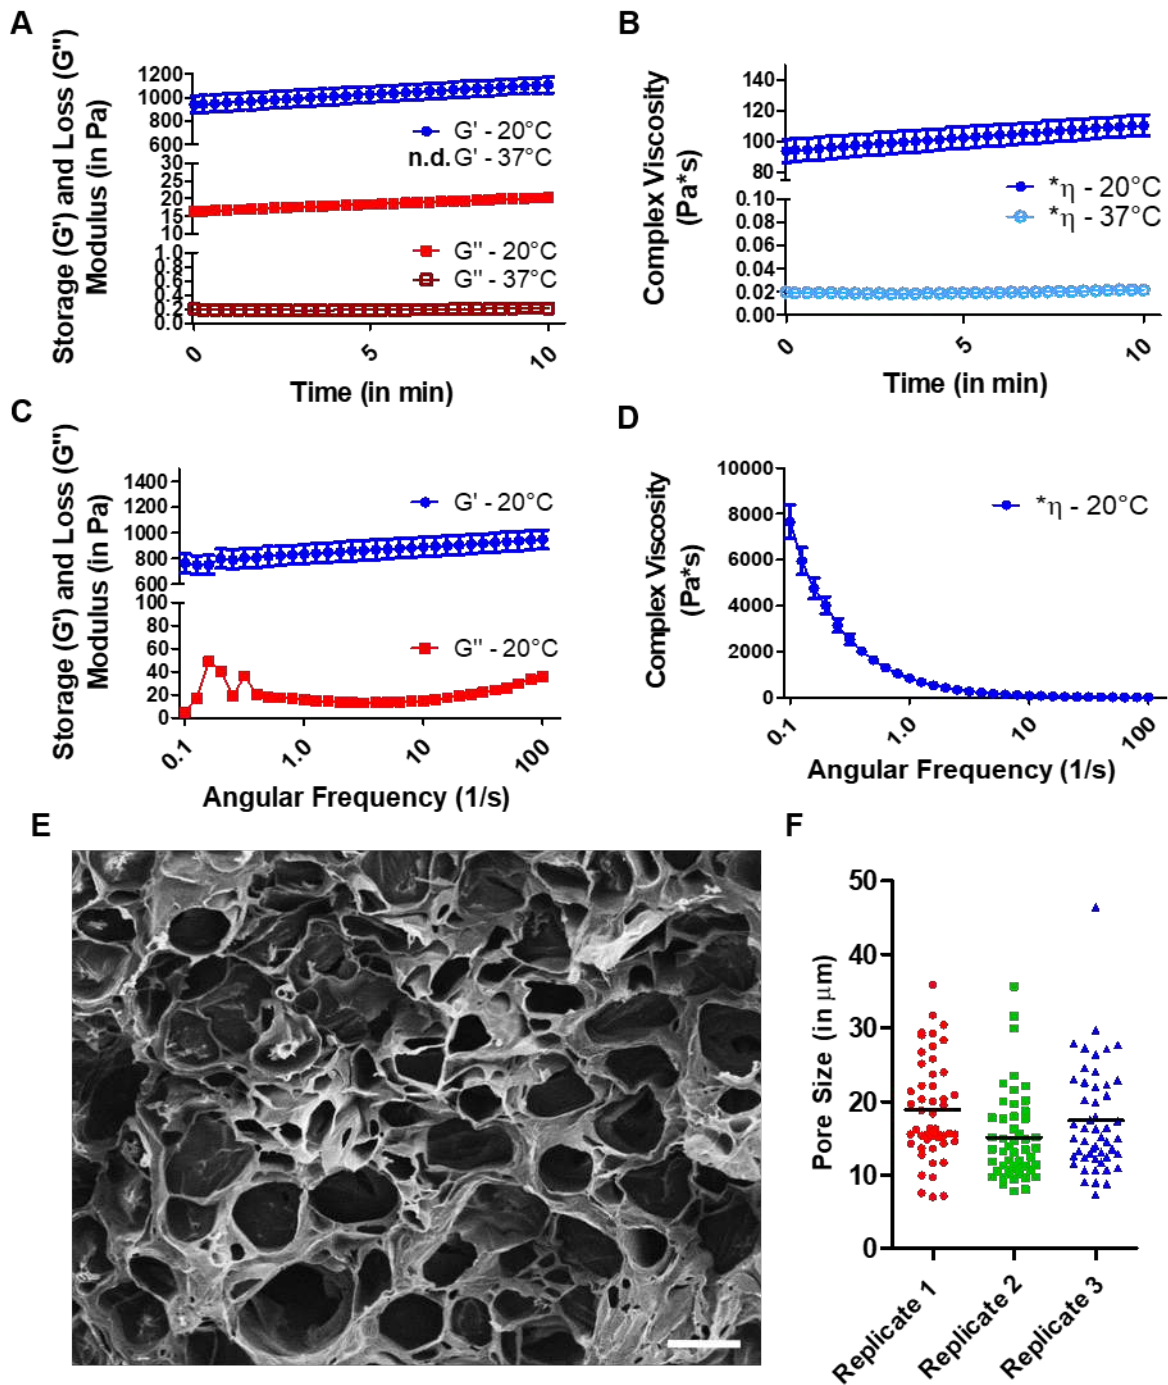 A
Storage (G') and Loss (G'')
Modulus (in Pa)
1200
1000
800
600
30
25
20
15
10
1.0
0.8
0.6
0.4
0.2
0.0
G' - 20°C
n.d. G' - 37°C
G'' - 20°C
G'' - 37°C
0
5
10
Time (in min)
B
Complex Viscosity
(Pa*s)
140
120
100
80
0.10
0.08
0.06
0.04
0.02
0.00
*η - 20°C
*η - 37°C
0
5
10
Time (in min)
C
Storage (G') and Loss (G'')
Modulus (in Pa)
1400
1200
1000
800
600
100
80
60
40
20
0
G' - 20°C
G'' - 20°C
0.1
1.0
10
100
Angular Frequency (1/s)
D
Complex Viscosity
(Pa*s)
10000
8000
6000
4000
2000
0
*η - 20°C
0.1
1.0
10
100
Angular Frequency (1/s)
E
F
Pore Size (in μm)
50
40
30
20
10
0
Replicate 1
Replicate 2
Replicate 3